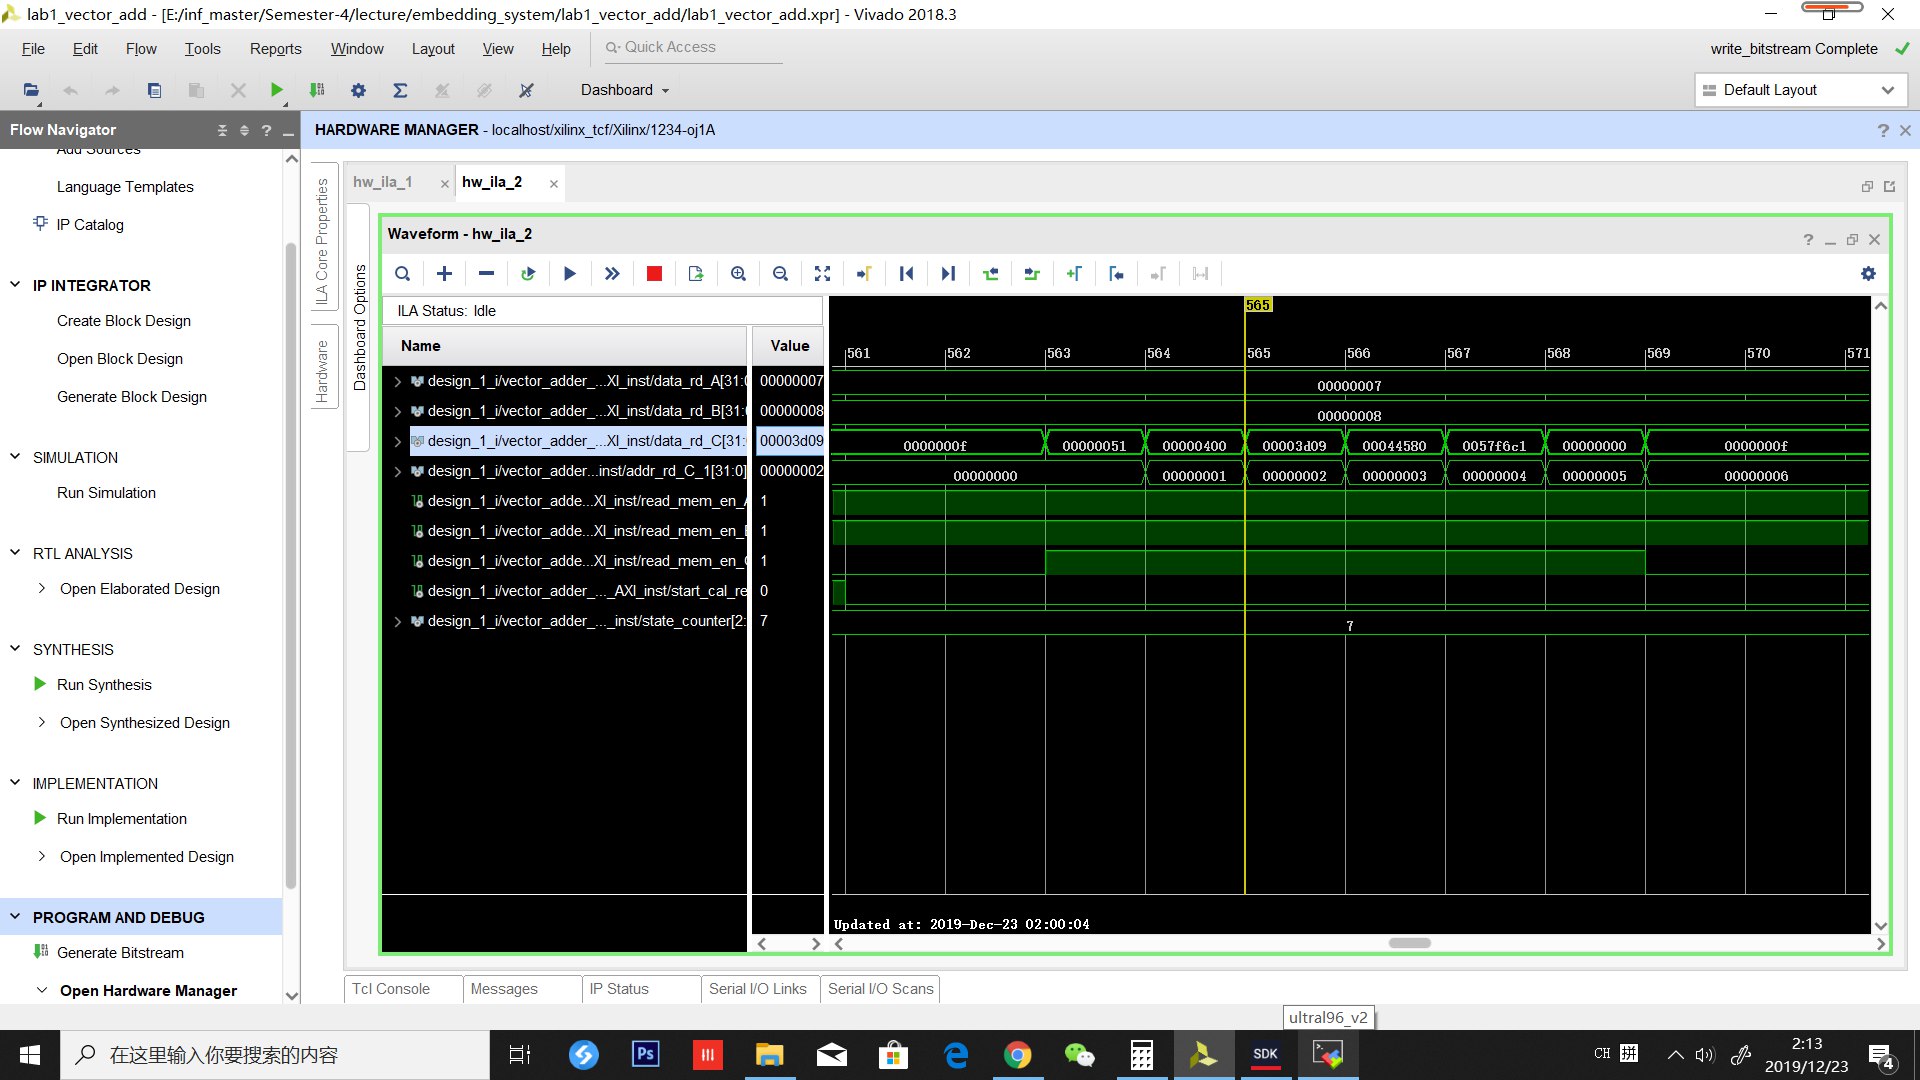 lab1_vector_add - [E:/inf_master/Semester-4/lecture/embedding_system/lab1_vector_add/lab1_vector_add.xpr] - Vivado 2018.3
File Edit Flow Tools Reports Window Layout View Help Quick Access
write_bitstream Complete
Dashboard
Default Layout
Flow Navigator
HARDWARE MANAGER - localhost/xilinx_tcf/Xilinx/1234-oj1A
Add Sources
Language Templates
IP Catalog
IP INTEGRATOR
Create Block Design
Open Block Design
Generate Block Design
SIMULATION
Run Simulation
RTL ANALYSIS
Open Elaborated Design
SYNTHESIS
Run Synthesis
Open Synthesized Design
IMPLEMENTATION
Run Implementation
Open Implemented Design
PROGRAM AND DEBUG
Generate Bitstream
Open Hardware Manager
ILA Core Properties
Hardware
Dashboard Options
hw_ila_1
hw_ila_2
Waveform - hw_ila_2
ILA Status: Idle
Name Value
design_1_i/vector_adder_...XI_inst/data_rd_A[31:0 00000007
design_1_i/vector_adder_...XI_inst/data_rd_B[31:0 00000008
design_1_i/vector_adder_...XI_inst/data_rd_C[31: 00003d09
design_1_i/vector_adder...inst/addr_rd_C_1[31:0] 00000002
design_1_i/vector_adde...XI_inst/read_mem_en_A 1
design_1_i/vector_adde...XI_inst/read_mem_en_B 1
design_1_i/vector_adde...XI_inst/read_mem_en_C 1
design_1_i/vector_adder_..._AXI_inst/start_cal_re 0
design_1_i/vector_adder_..._inst/state_counter[2: 7
565
561 562 563 564 565 566 567 568 569 570 571
00000007
00000008
0000000f 00000051 00000400 00003d09 00044580 0057f6c1 00000000 0000000f
00000000 00000001 00000002 00000003 00000004 00000005 00000006
7
Updated at: 2019-Dec-23 02:00:04
Tcl Console Messages IP Status Serial I/O Links Serial I/O Scans
ultral96_v2
在这里输入你要搜索的内容
Ps
SDK
CH 拼
2:13
2019/12/23
4